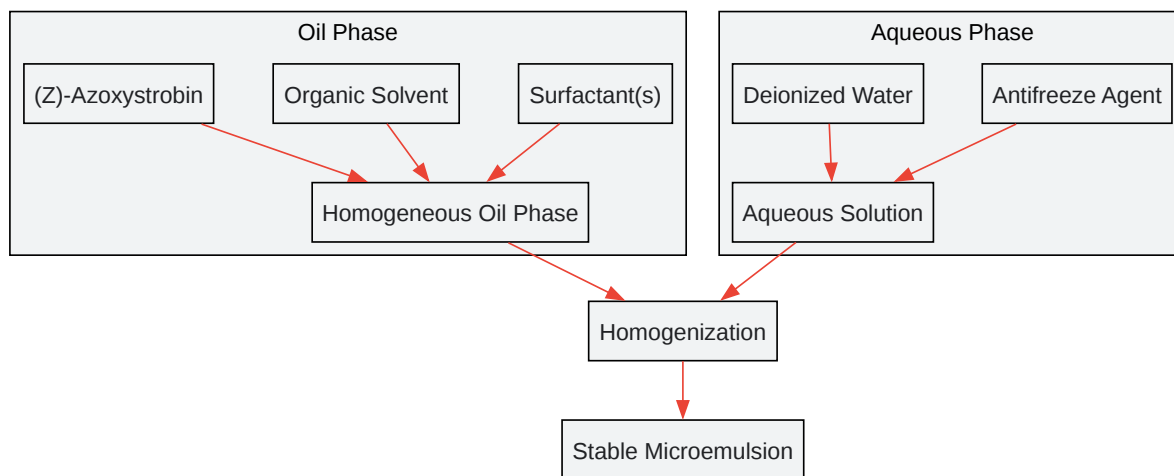 Oil Phase
(Z)-Azoxystrobin
Organic Solvent
Surfactant(s)
Homogeneous Oil Phase
Aqueous Phase
Deionized Water
Antifreeze Agent
Aqueous Solution
Homogenization
Stable Microemulsion